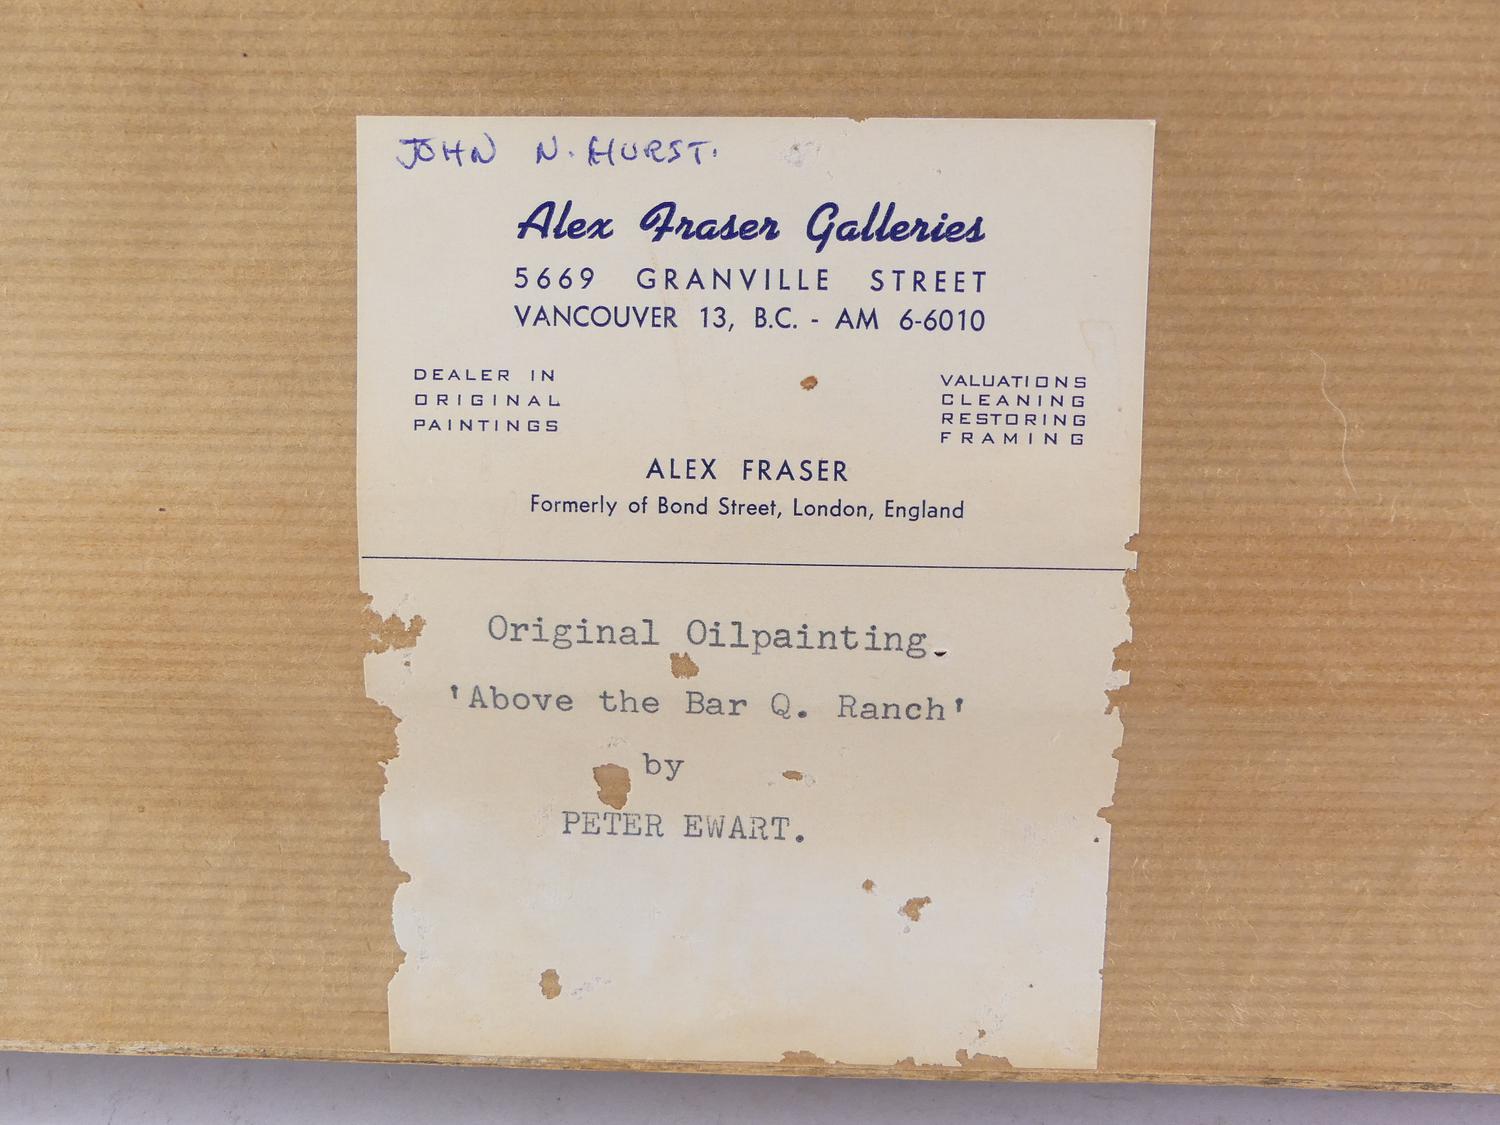 JOHN N. HURST.
Alex Fraser Galleries
5669 GRANVILLE STREET
VANCOUVER 13, B.C. - AM 6-6010
DEALER IN
ORIGINAL
PAINTINGS
VALUATIONS
CLEANING
RESTORING
FRAMING
ALEX FRASER
Formerly of Bond Street, London, England
Original Oilpainting.
'Above the Bar Q. Ranch'
by
PETER EWART.